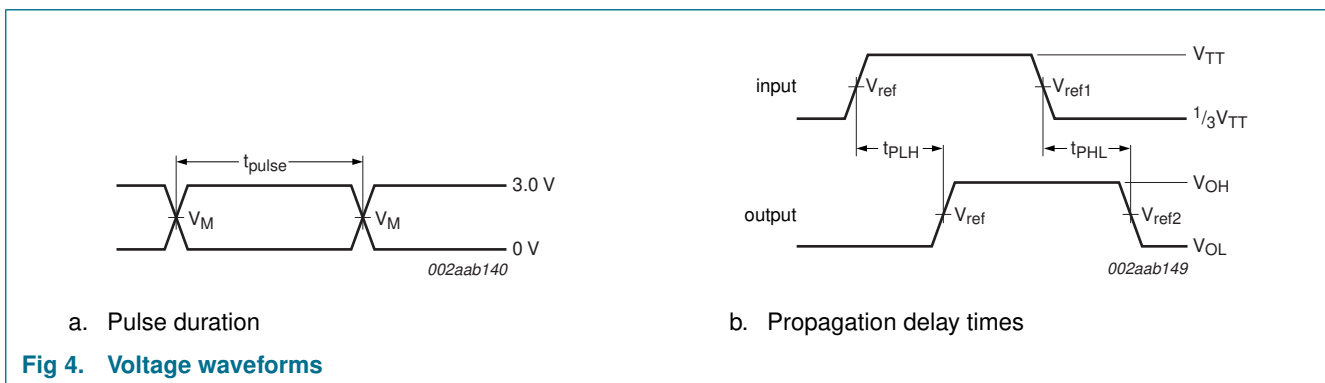 t_pulse
3.0 V
V_M V_M
0 V
002aab140
a. Pulse duration
V_TT
input V_ref V_ref1
1/3V_TT
t_PLH t_PHL
V_OH
output V_ref V_ref2
V_OL
002aab149
b. Propagation delay times
Fig 4. Voltage waveforms